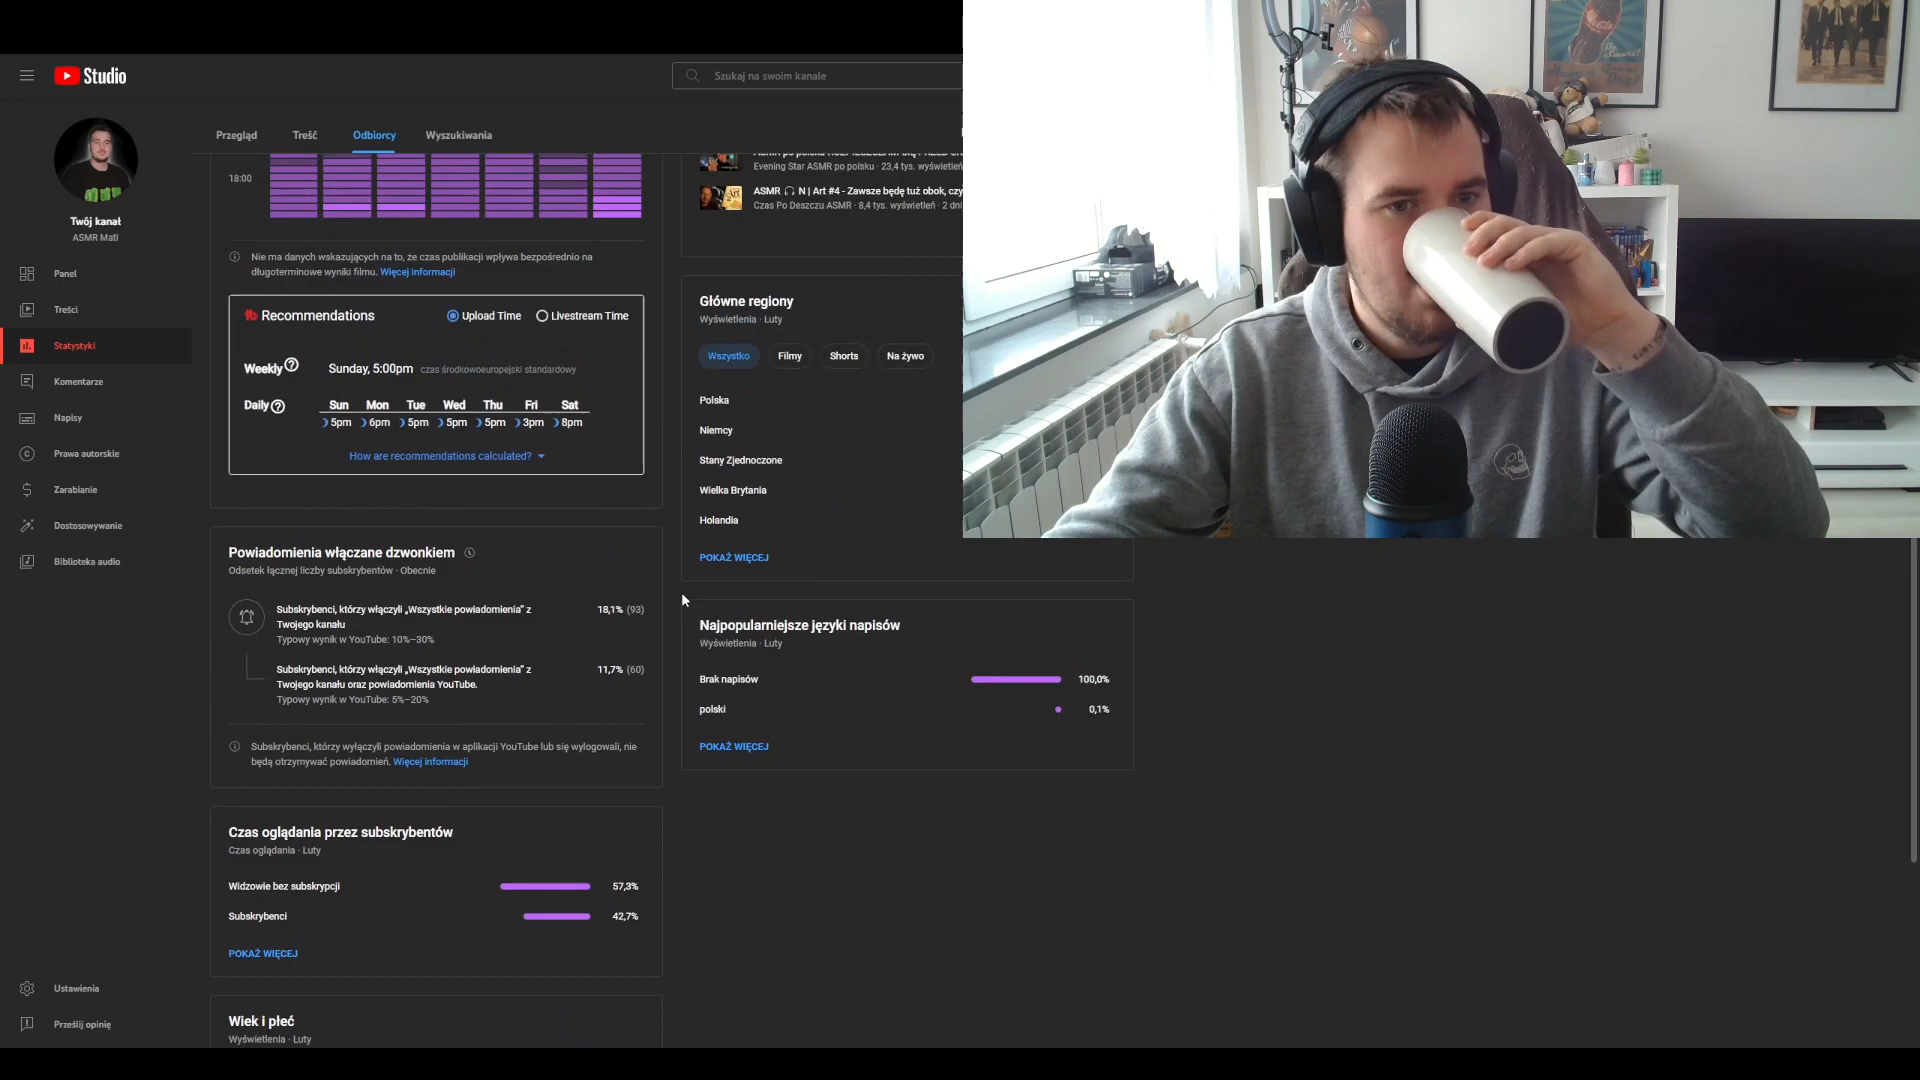 Studio
Szukaj na swoim kanale
Twój kanał
ASMR Mati
Panel
Treści
Statystyki
Komentarze
Napisy
Prawa autorskie
Zarabianie
Dostosowywanie
Biblioteka audio
Ustawienia
Prześlij opinię
Przegląd
Treść
Odbiorcy
Wyszukiwania
18:00
Nie ma danych wskazujących na to, że czas publikacji wpływa bezpośrednio na
długoterminowe wyniki filmu. Więcej informacji
tb Recommendations
Upload Time
Livestream Time
Weekly
Sunday, 5:00pm czas środkowoeuropejski standardowy
Daily
Sun Mon Tue Wed Thu Fri Sat
5pm 6pm 5pm 5pm 5pm 3pm 8pm
How are recommendations calculated?
Powiadomienia włączane dzwonkiem
Odsetek łącznej liczby subskrybentów · Obecnie
Subskrybenci, którzy włączyli „Wszystkie powiadomienia” z
Twojego kanału
18,1% (93)
Typowy wynik w YouTube: 10%–30%
Subskrybenci, którzy włączyli „Wszystkie powiadomienia” z
Twojego kanału oraz powiadomienia YouTube.
11,7% (60)
Typowy wynik w YouTube: 5%–20%
Subskrybenci, którzy wyłączyli powiadomienia w aplikacji YouTube lub się wylogowali, nie
będą otrzymywać powiadomień. Więcej informacji
Czas oglądania przez subskrybentów
Czas oglądania · Luty
Widzowie bez subskrypcji 57,3%
Subskrybenci 42,7%
POKAŻ WIĘCEJ
Wiek i płeć
Wyświetlenia · Luty
Evening Star ASMR po polsku · 23,4 tys. wyświetleń
ASMR 🎧 N | Art #4 - Zawsze będę tuż obok, czy
Czas Po Deszczu ASMR · 8,4 tys. wyświetleń · 2 dni
Główne regiony
Wyświetlenia · Luty
Wszystko
Filmy
Shorts
Na żywo
Polska
Niemcy
Stany Zjednoczone
Wielka Brytania
Holandia
POKAŻ WIĘCEJ
Najpopularniejsze języki napisów
Wyświetlenia · Luty
Brak napisów 100,0%
polski 0,1%
POKAŻ WIĘCEJ